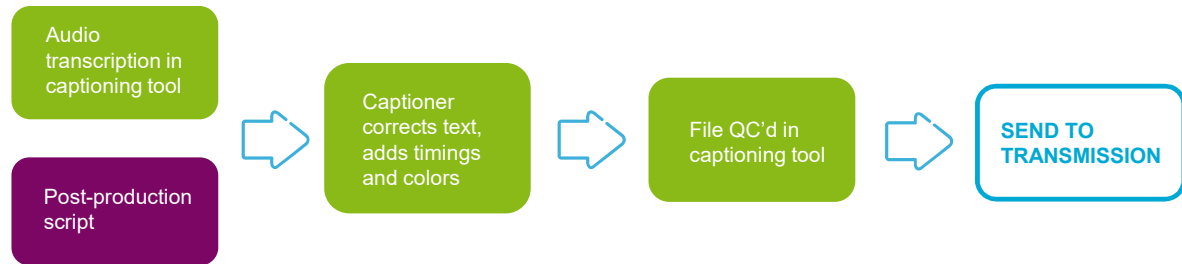 Audio
transcription in
captioning tool
Post-production
script
Captioner
corrects text,
adds timings
and colors
File QC’d in
captioning tool
SEND TO
TRANSMISSION